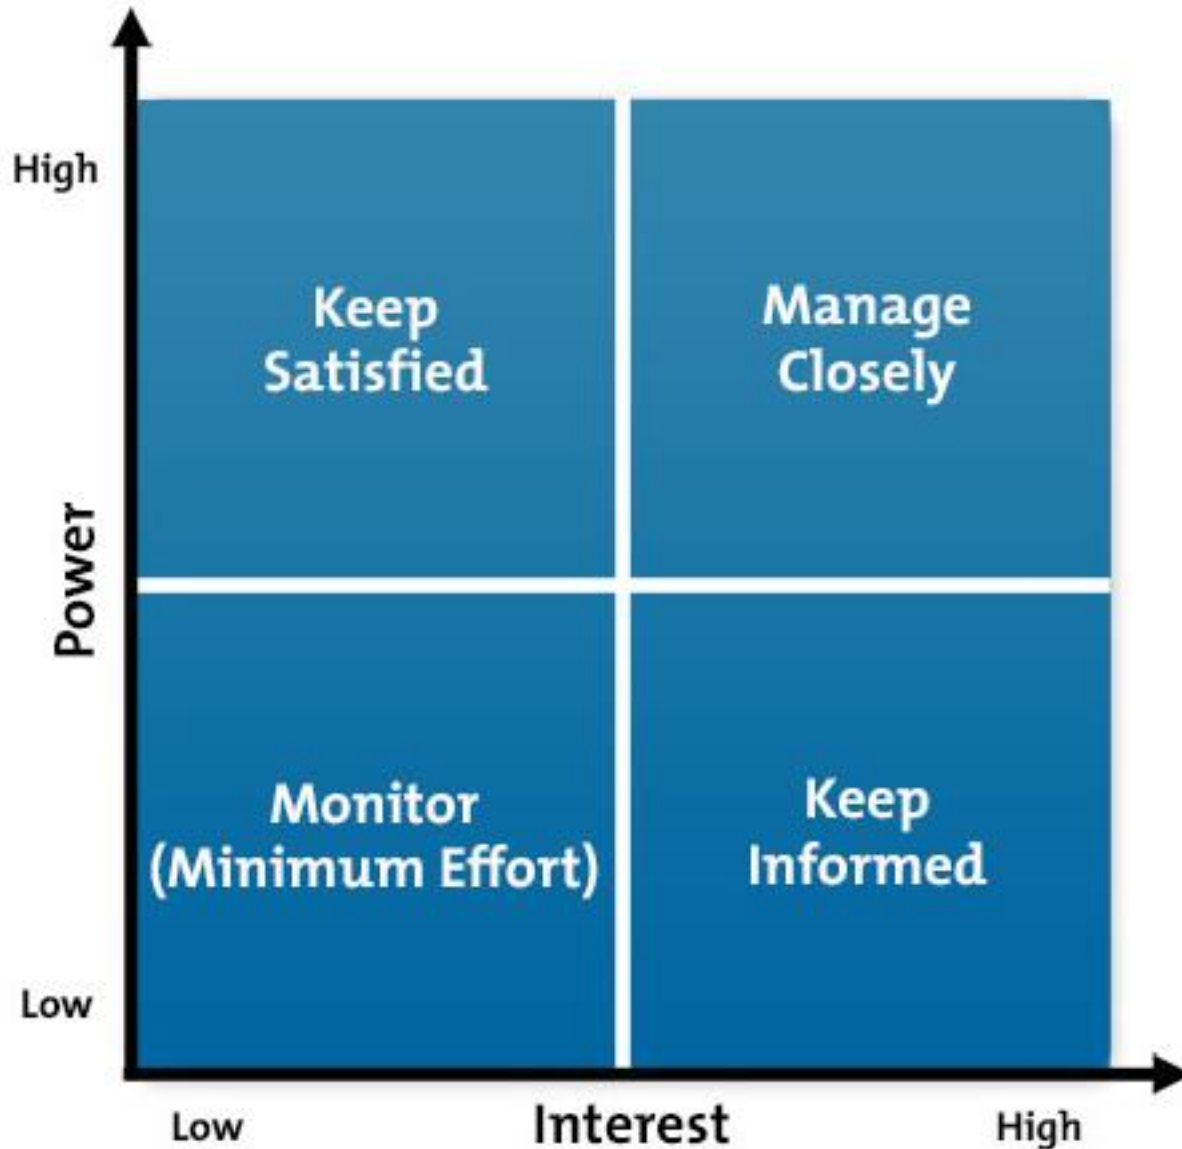 High
Keep
Satisfied
Manage
Closely
Power
Monitor
(Minimum Effort)
Keep
Informed
Low
Low
Interest
High